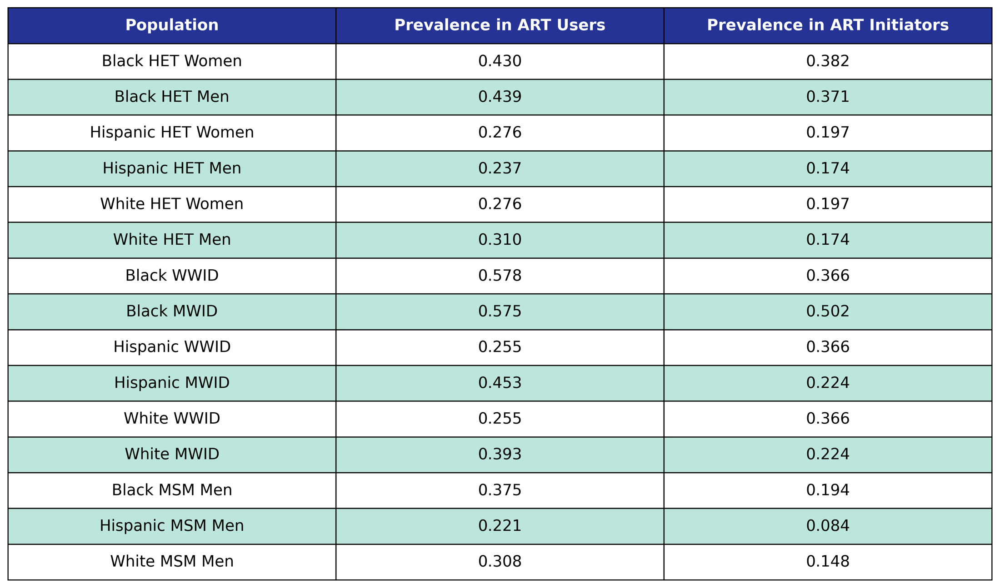 Population Prevalence in ART Users Prevalence in ART Initiators
Black HET Women 0.430 0.382
Black HET Men 0.439 0.371
Hispanic HET Women 0.276 0.197
Hispanic HET Men 0.237 0.174
White HET Women 0.276 0.197
White HET Men 0.310 0.174
Black WWID 0.578 0.366
Black MWID 0.575 0.502
Hispanic WWID 0.255 0.366
Hispanic MWID 0.453 0.224
White WWID 0.255 0.366
White MWID 0.393 0.224
Black MSM Men 0.375 0.194
Hispanic MSM Men 0.221 0.084
White MSM Men 0.308 0.148